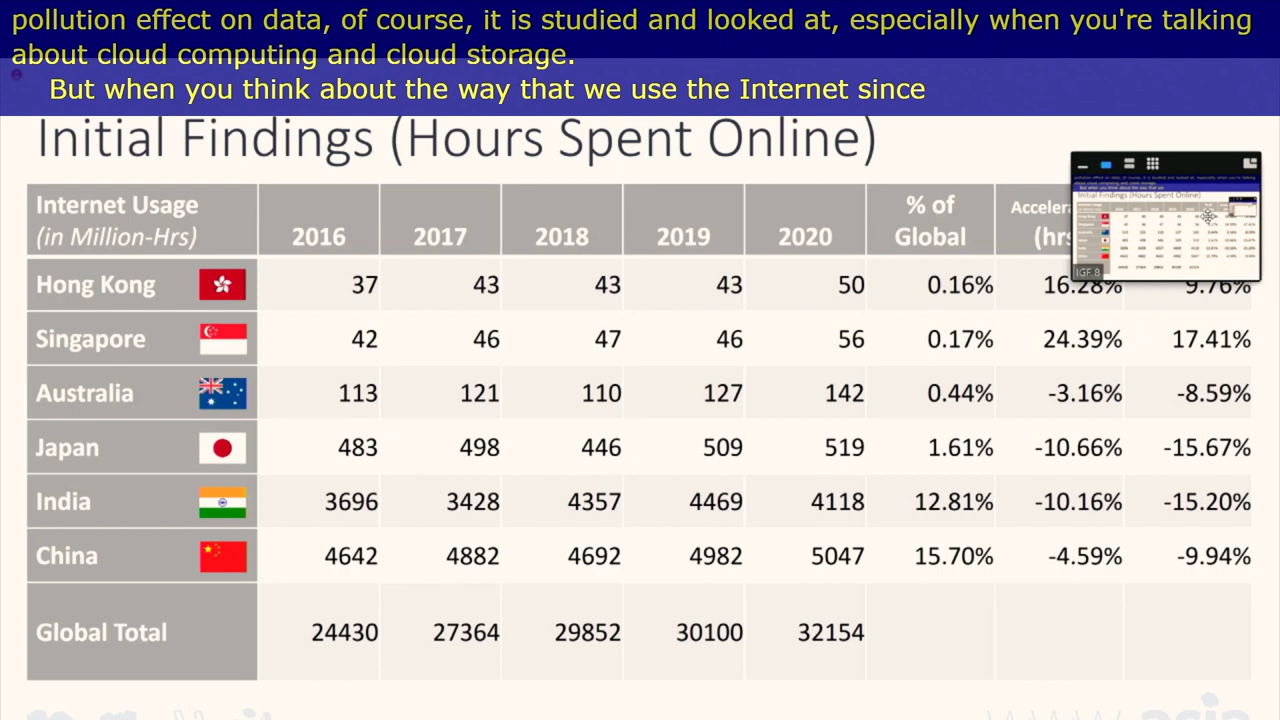 pollution effect on data, of course, it is studied and looked at, especially when you're talking
about cloud computing and cloud storage.
But when you think about the way that we use the Internet since
Initial Findings (Hours Spent Online)
Internet Usage (in Million-Hrs) 2016 2017 2018 2019 2020 % of Global (hrs
Hong Kong 37 43 43 43 50 0.16% 16.28% 9.76%
Singapore 42 46 47 46 56 0.17% 24.39% 17.41%
Australia 113 121 110 127 142 0.44% -3.16% -8.59%
Japan 483 498 446 509 519 1.61% -10.66% -15.67%
India 3696 3428 4357 4469 4118 12.81% -10.16% -15.20%
China 4642 4882 4692 4982 5047 15.70% -4.59% -9.94%
Global Total 24430 27364 29852 30100 32154
IGF 8